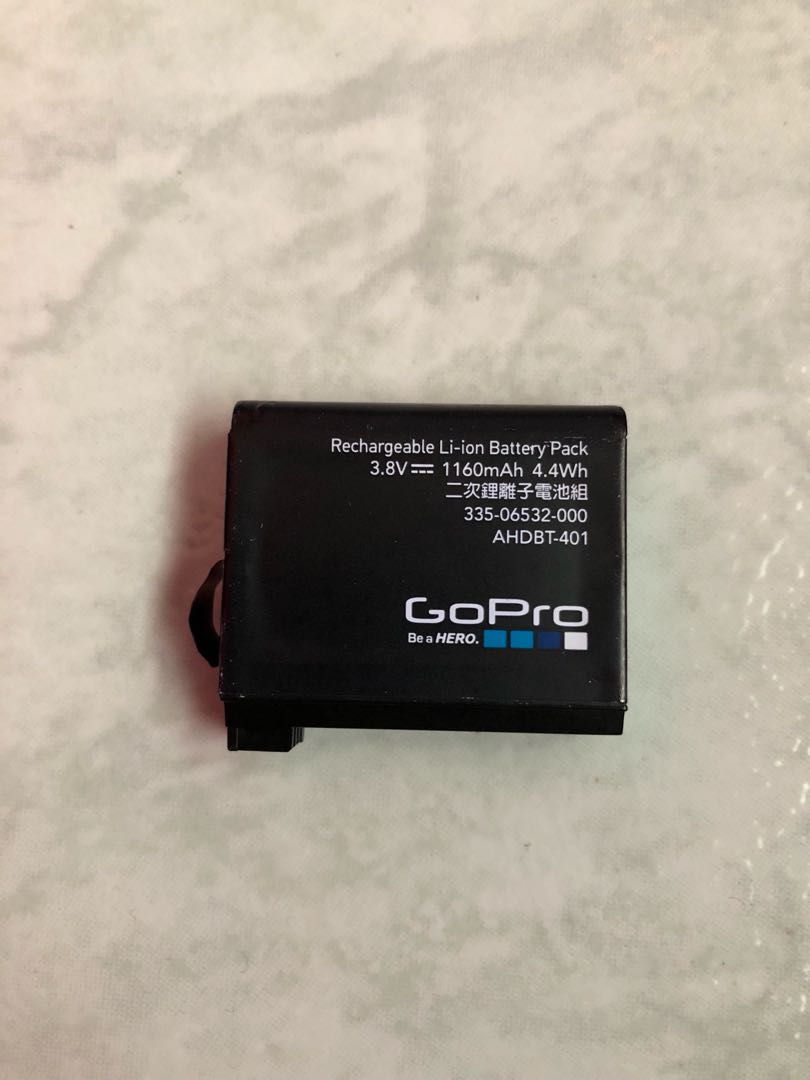 Rechargeable Li-ion Battery Pack
3.8V⎓ 1160mAh 4.4Wh
二次鋰離子電池組
335-06532-000
AHDBT-401
GoPro
Be a HERO.